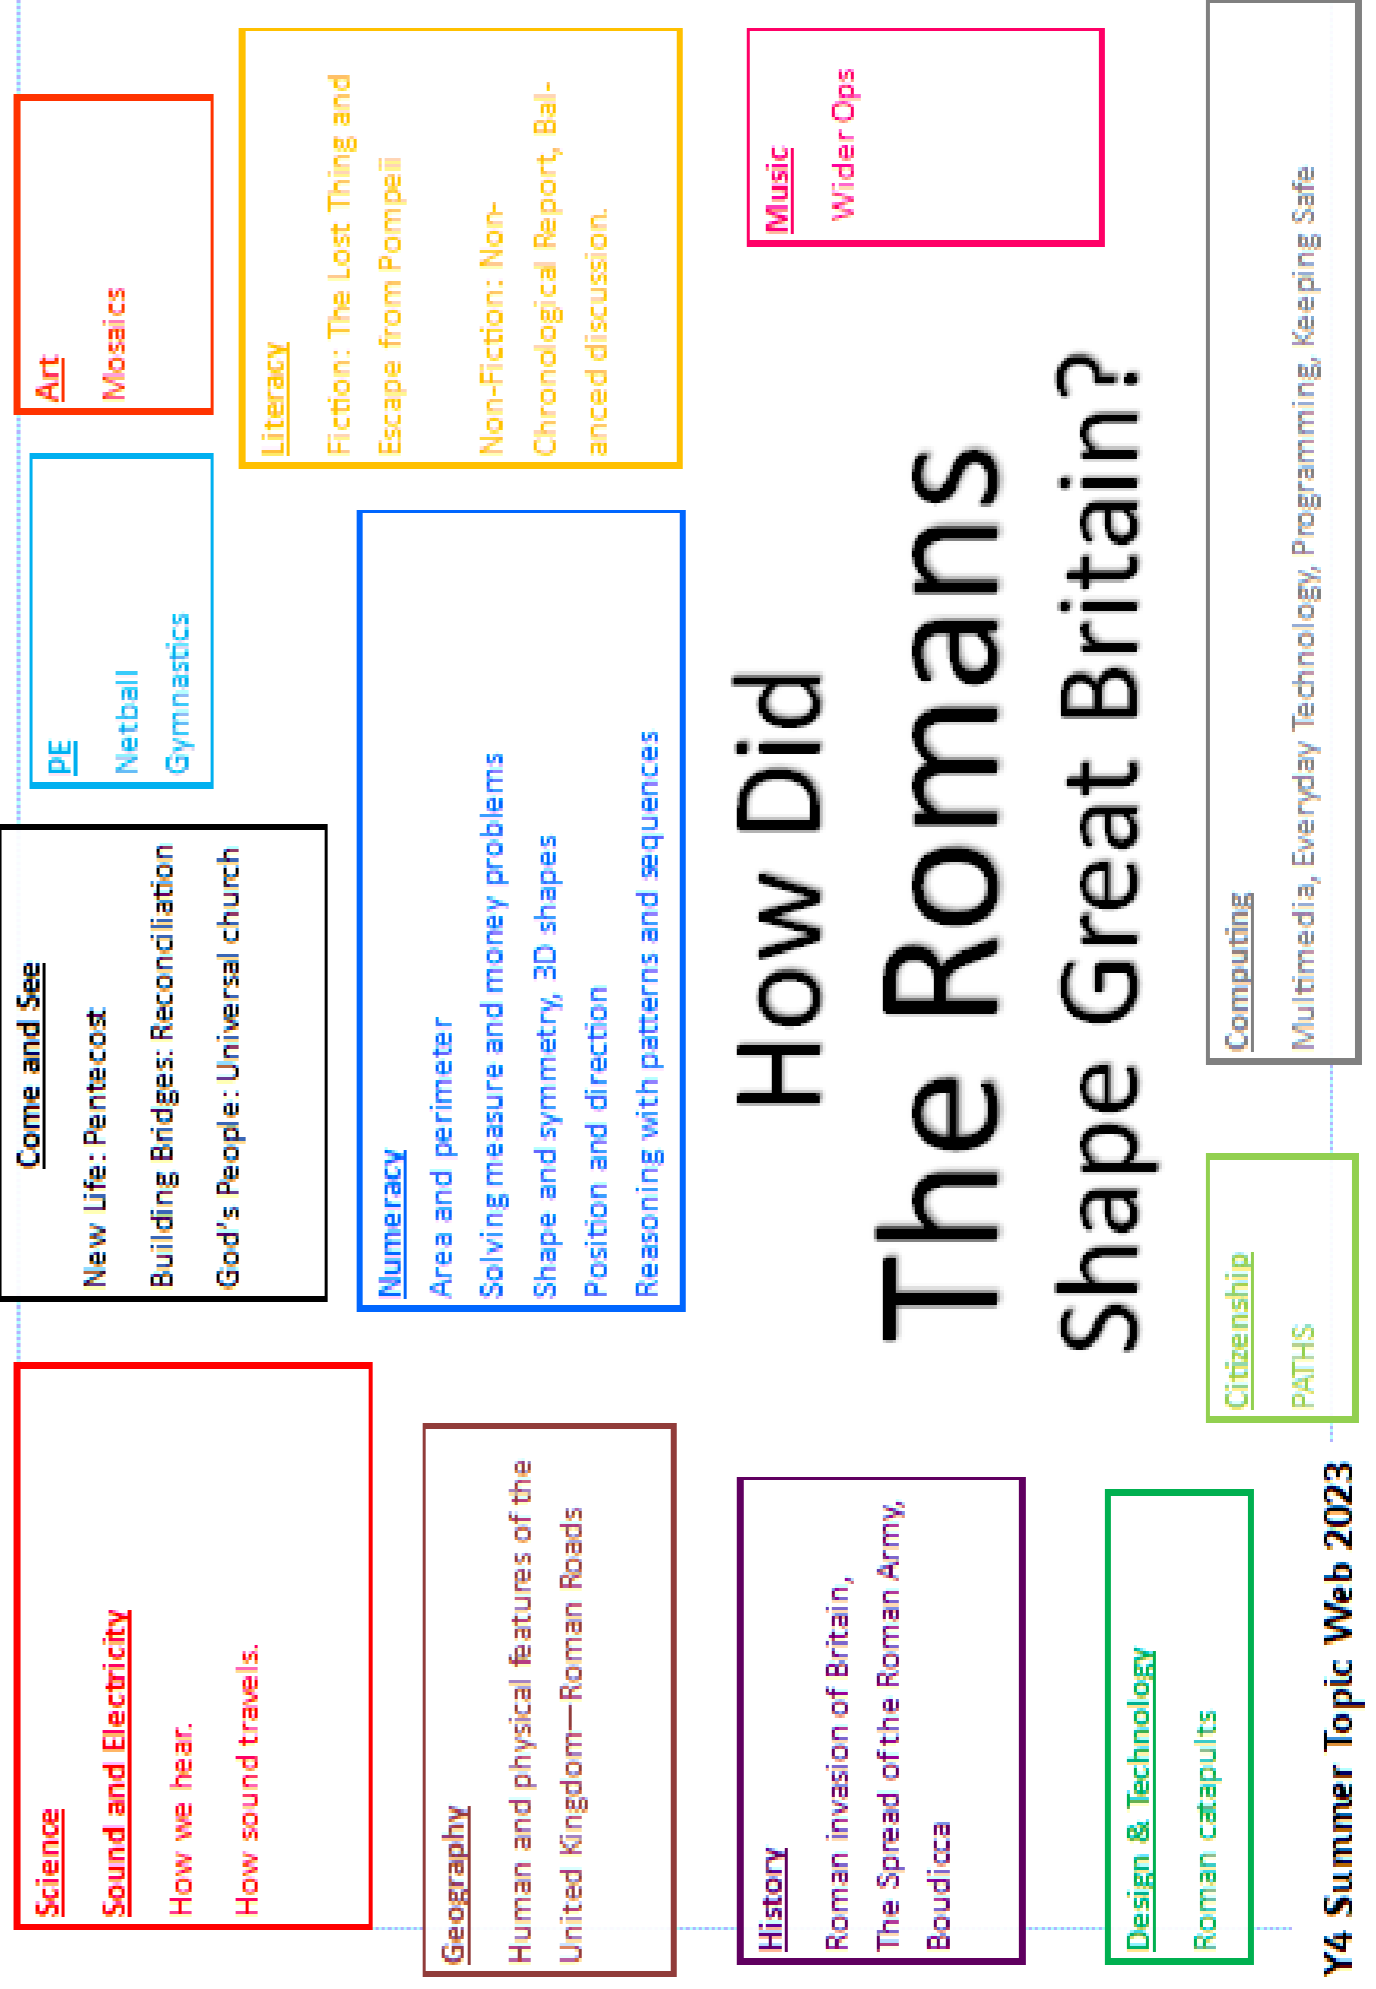 Science
Sound and Electricity
How we hear.
How sound travels.
Come and See
New Life: Pentecost
Building Bridges: Reconciliation
God's People: Universal church
PE
Netball
Gymnastics
Art
Mosaics
Geography
Human and physical features of the
United Kingdom—Roman Roads
Numeracy
Area and perimeter
Solving measure and money problems
Shape and symmetry, 3D shapes
Position and direction
Reasoning with patterns and sequences
Literacy
Fiction: The Lost Thing and
Escape from Pompeii
Non-Fiction: Non-
Chronological Report, Bal-
anced discussion.
History
Roman invasion of Britain,
The Spread of the Roman Army,
Boudicca
How Did
The Romans
Shape Great Britain?
Music
Wider Ops
Design & Technology
Roman catapults
Citizenship
PATHS
Computing
Multimedia, Everyday Technology, Programming, Keeping Safe
Y4 Summer Topic Web 2023